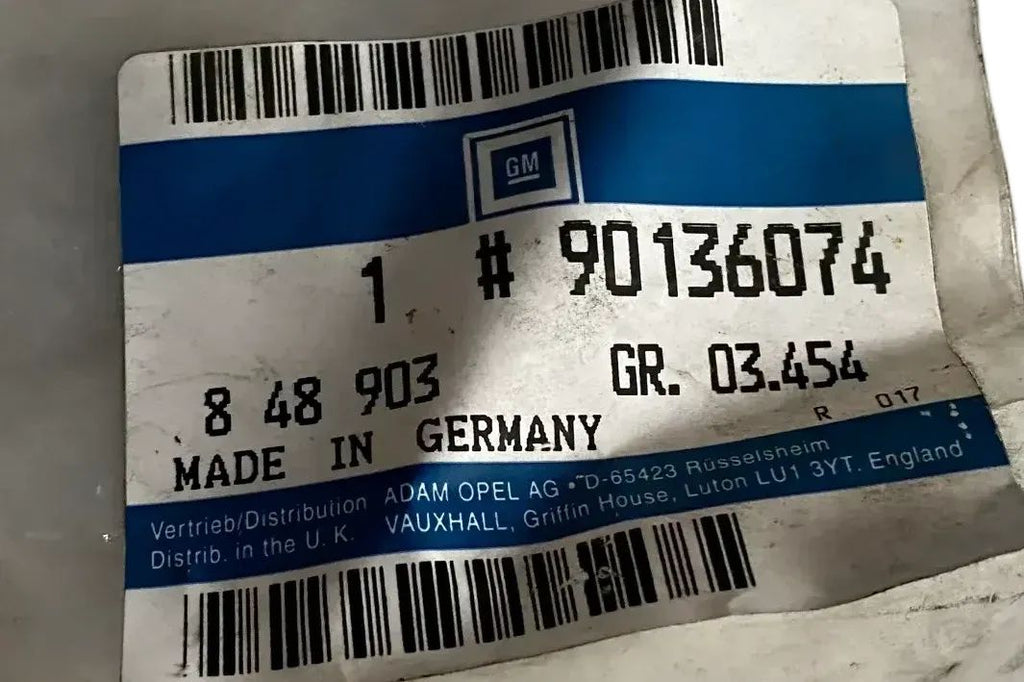 GM
1 # 90136074
8 48 903 GR. 03.454
MADE IN GERMANY R 017
Vertrieb/Distribution ADAM OPEL AG • D-65423 Rüsselsheim
Distrib. in the U. K. VAUXHALL, Griffin House, Luton LU1 3YT. England